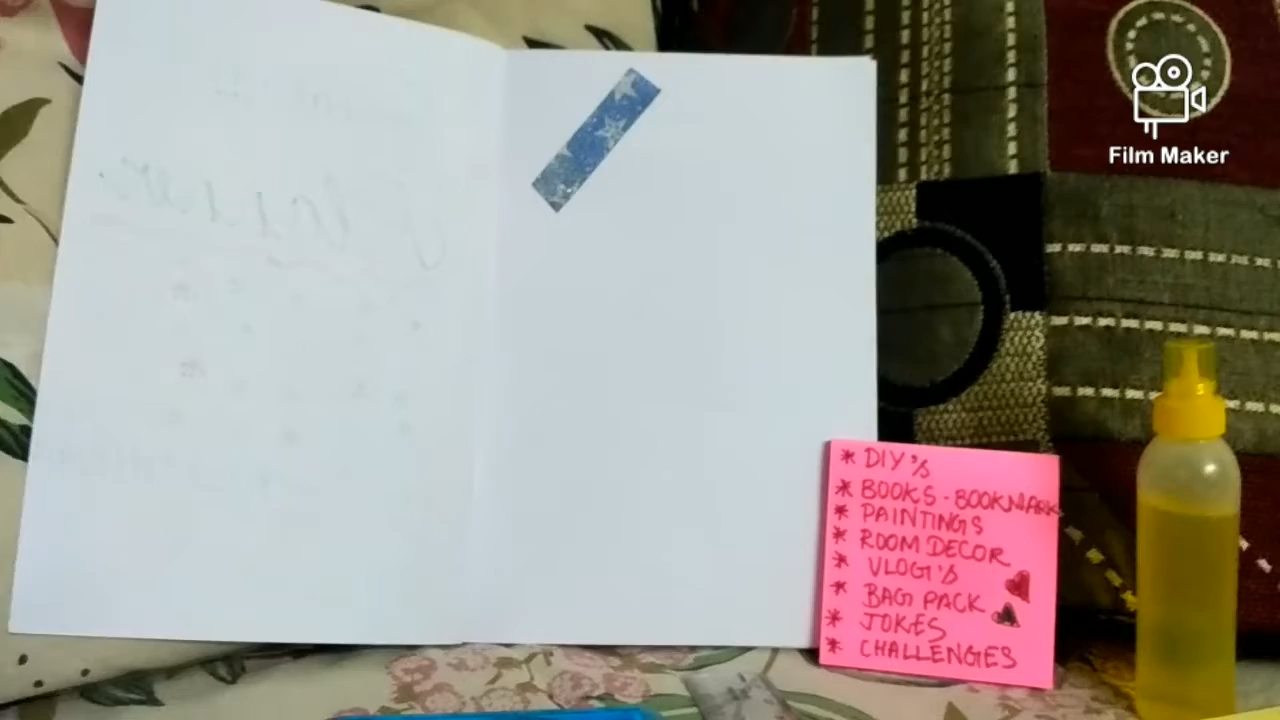 Film Maker
* DIY's
* BOOKS - BOOKMARK
* PAINTINGS
* ROOM DECOR
* VLOG's
* BAG PACK
* JOKES
* CHALLENGES